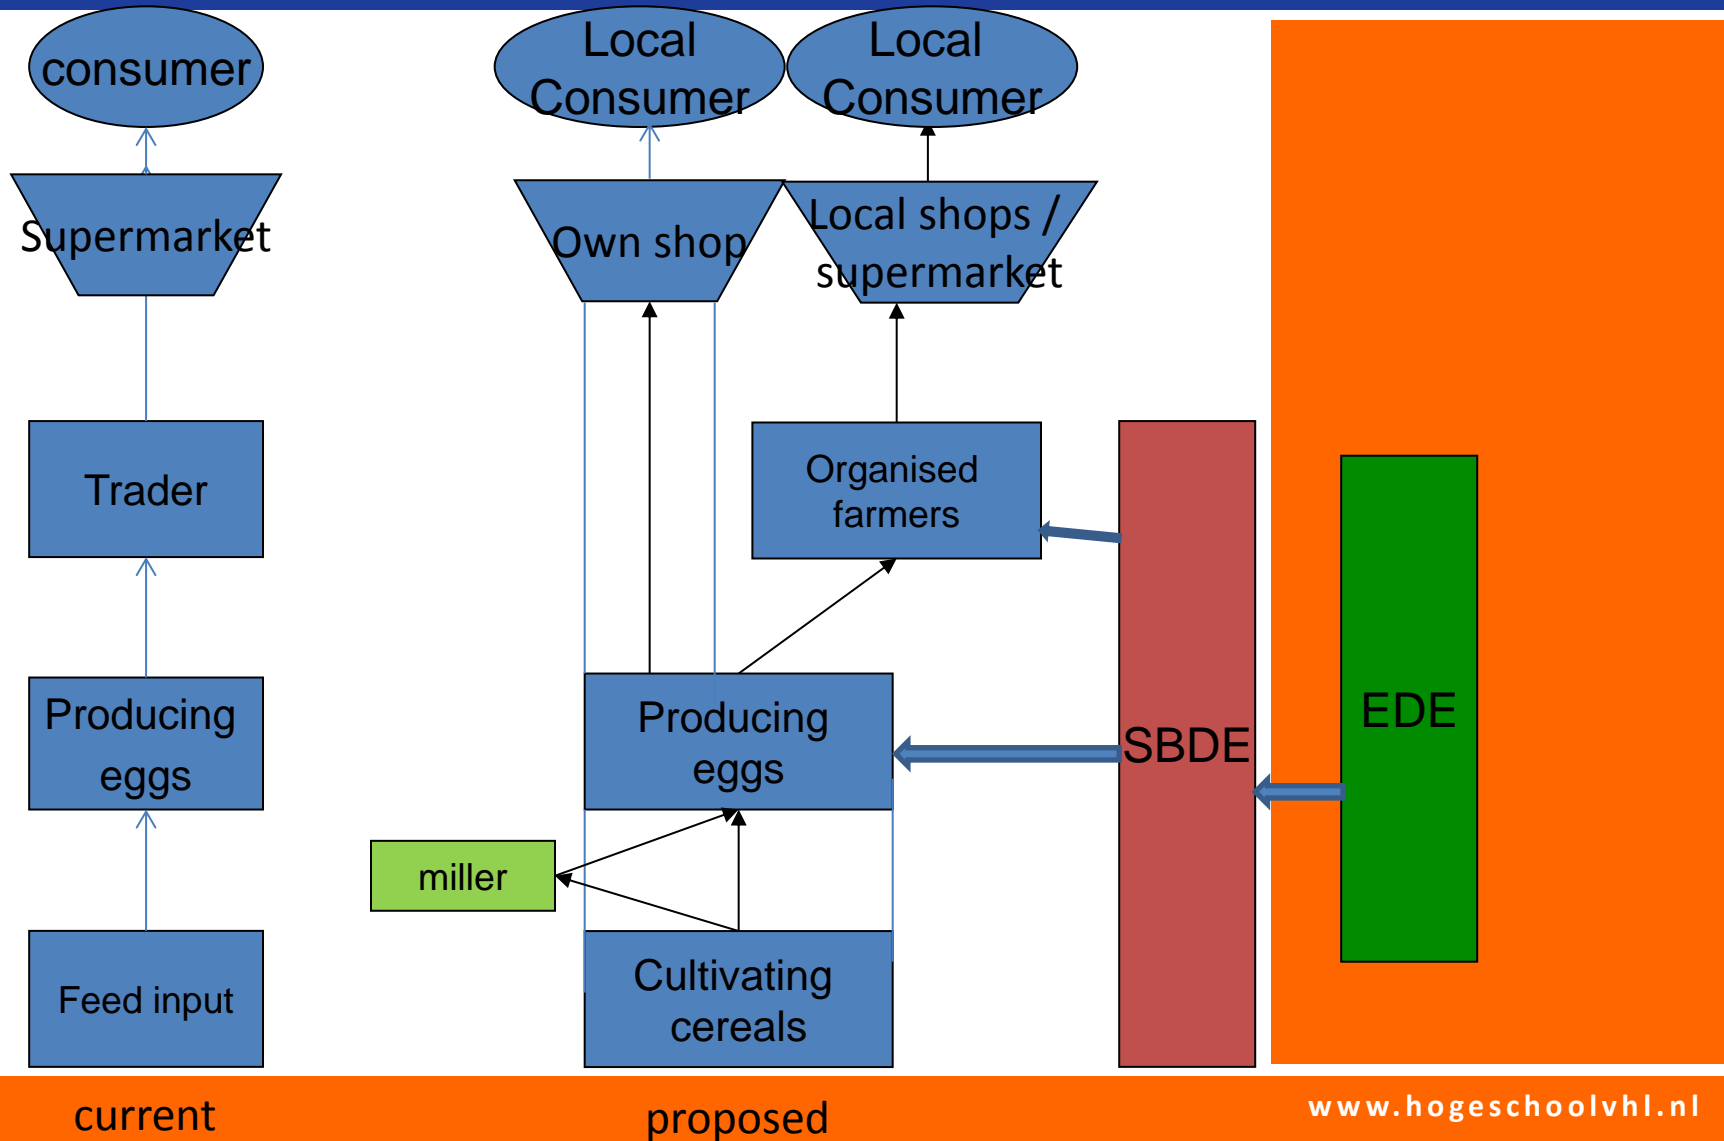 consumer
Local
Consumer
Local
Consumer
Supermarket
Own shop
Local shops /
supermarket
Trader
Organised
farmers
Producing
eggs
Producing
eggs
SBDE
EDE
miller
Feed input
Cultivating
cereals
current
proposed
www.hogeschoolvhl.nl